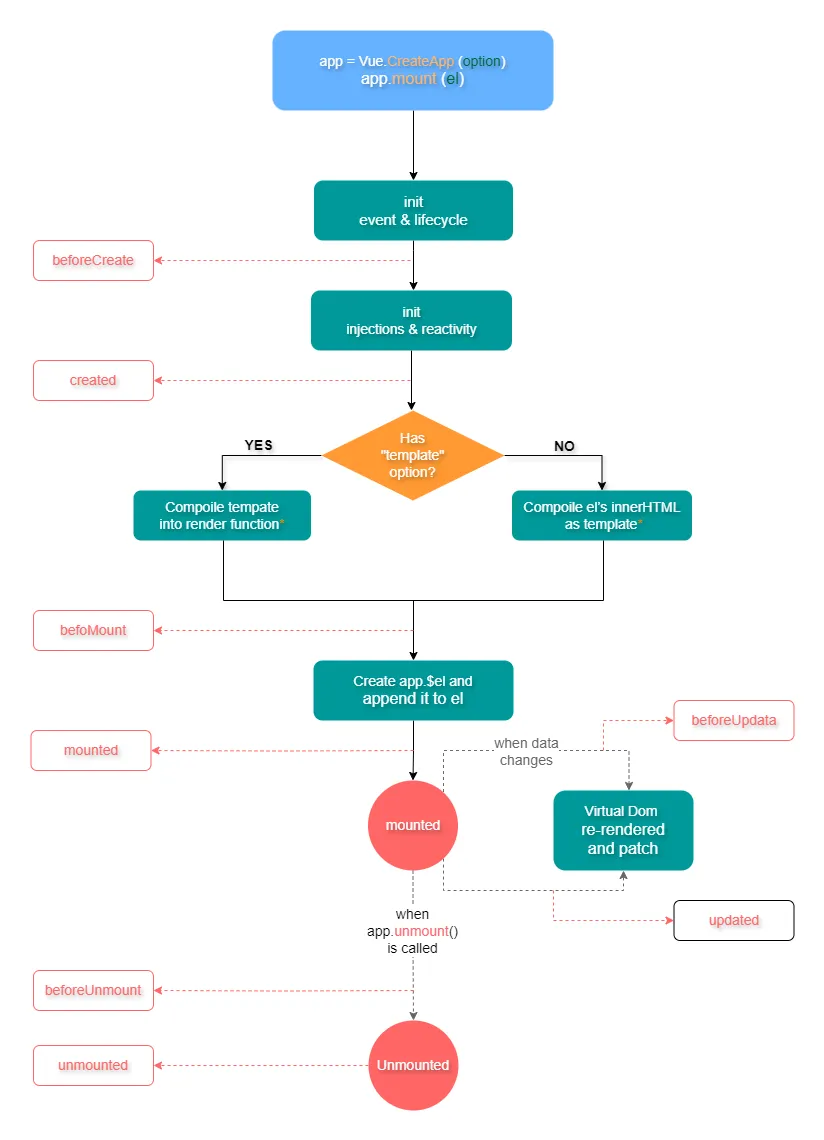 app = Vue.CreateApp (option)
app.mount (el)
init
event & lifecycle
beforeCreate
init
injections & reactivity
created
Has
"template"
option?
YES
NO
Compoile tempate
into render function*
Compoile el's innerHTML
as template*
befoMount
Create app.$el and
append it to el
beforeUpdata
mounted
when data
changes
mounted
Virtual Dom
re-rendered
and patch
when
app.unmount()
is called
updated
beforeUnmount
unmounted
Unmounted